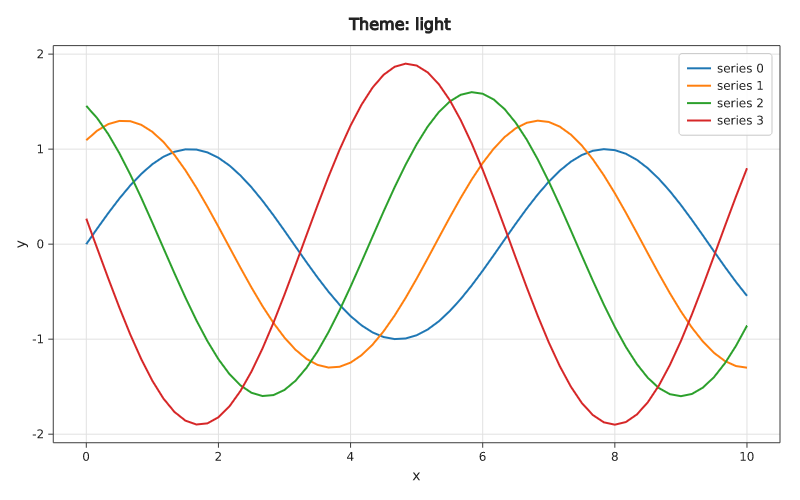 Theme: light
2
1
0
-1
-2
y
series 0
series 1
series 2
series 3
0 2 4 6 8 10
x